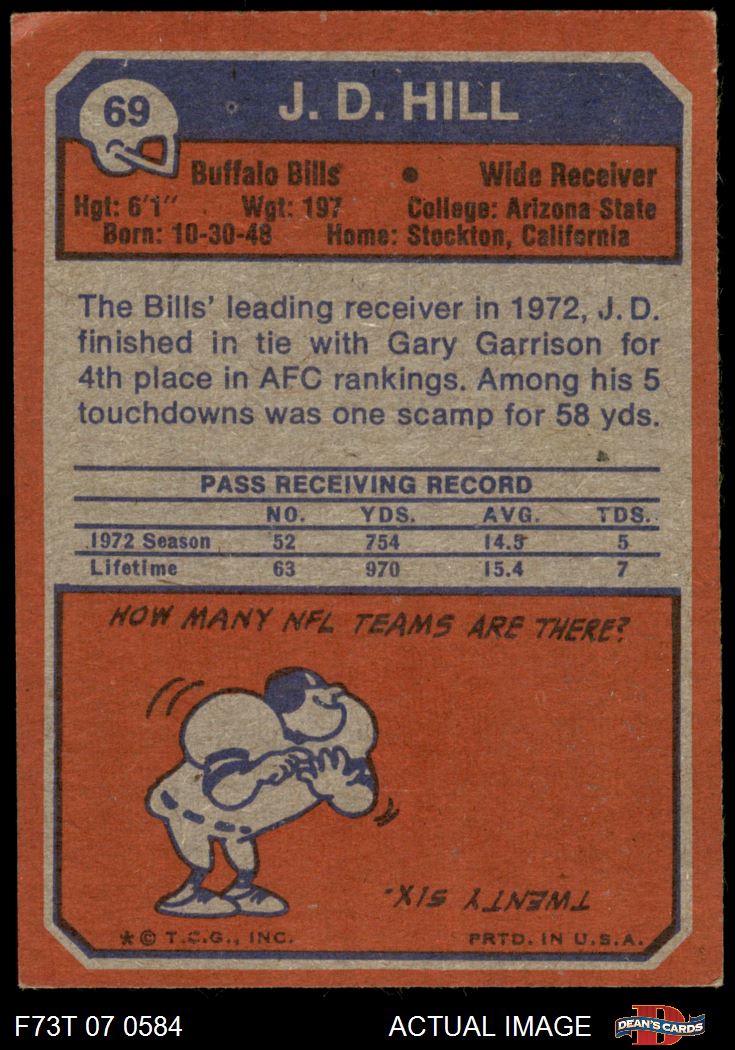 69
J. D. HILL
Buffalo Bills • Wide Receiver
Hgt: 6'1" Wgt: 197 College: Arizona State
Born: 10-30-48 Home: Stockton, California
The Bills' leading receiver in 1972, J. D.
finished in tie with Gary Garrison for
4th place in AFC rankings. Among his 5
touchdowns was one scamp for 58 yds.
PASS RECEIVING RECORD
NO. YDS. AVG. TDS.
1972 Season 52 754 14.5 5
Lifetime 63 970 15.4 7
HOW MANY NFL TEAMS ARE THERE?
TWENTY SIX.
*© T.C.G., INC. PRTD. IN U.S.A.
F73T 07 0584 ACTUAL IMAGE DEAN'S CARDS